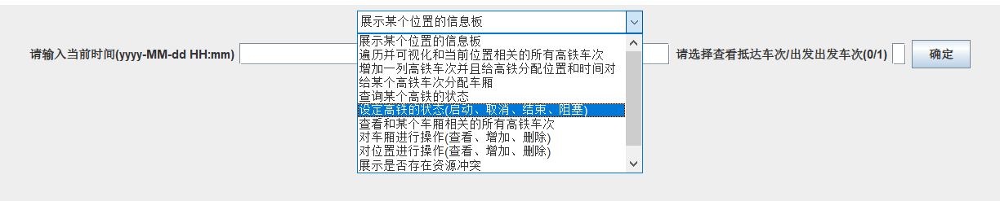 展示某个位置的信息板
请输入当前时间(yyyy-MM-dd HH:mm)
请选择查看抵达车次/出发出发车次(0/1)
确定
展示某个位置的信息板
遍历并可视化和当前位置相关的所有高铁车次
增加一列高铁车次并且给高铁分配位置和时间对
给某个高铁车次分配车厢
查询某个高铁的状态
设定高铁的状态(启动、取消、结束、阻塞)
查看和某个车厢相关的所有高铁车次
对车厢进行操作(查看、增加、删除)
对位置进行操作(查看、增加、删除)
展示是否存在资源冲突